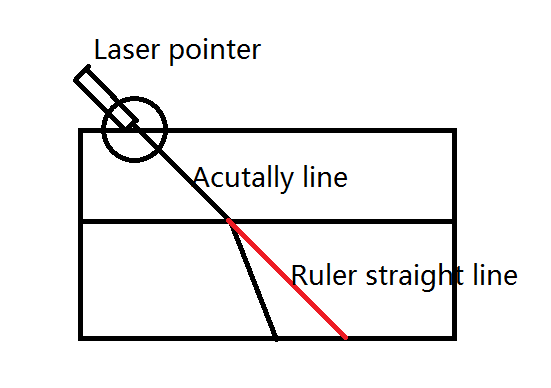 Laser pointer
Acutally line
Ruler straight line